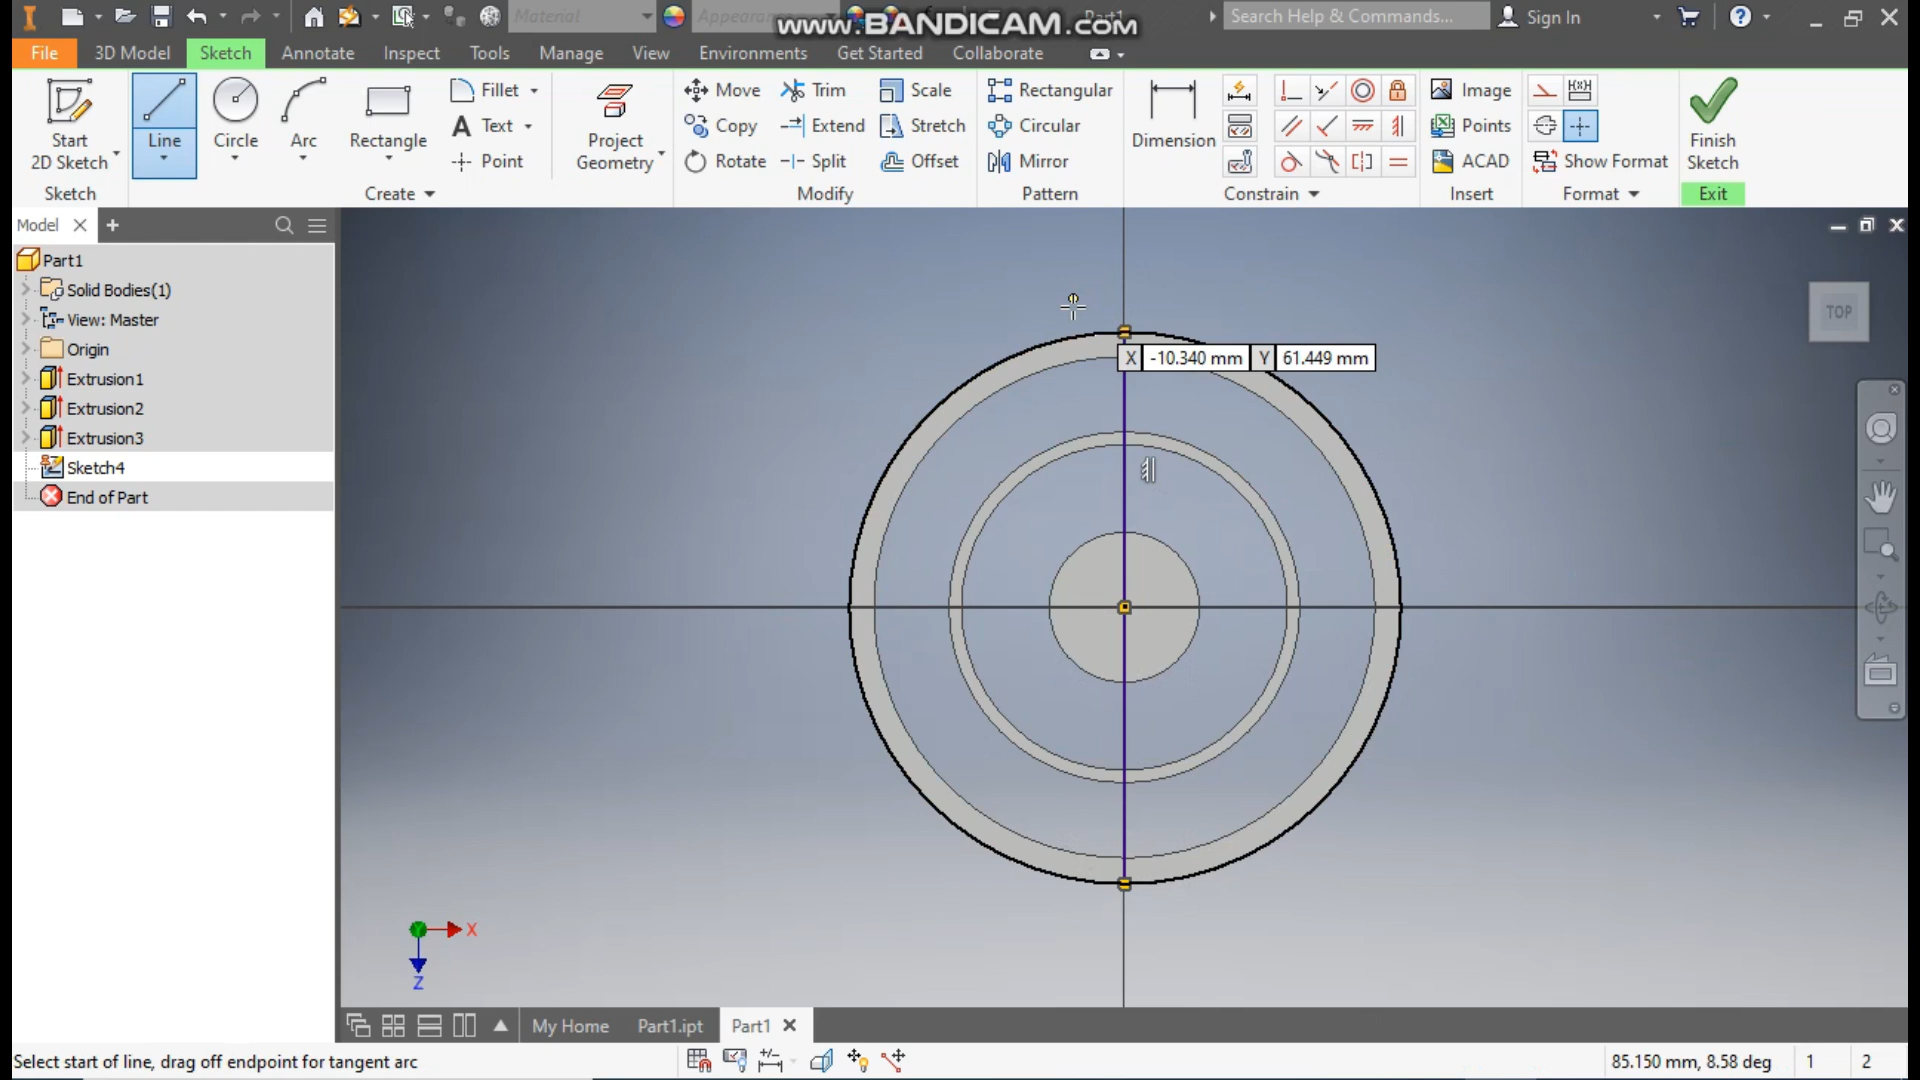 Material
Appearance
www.BANDICAM.com
Part1
Search Help & Commands...
Sign In
File
3D Model
Sketch
Annotate
Inspect
Tools
Manage
View
Environments
Get Started
Collaborate
Start
2D Sketch
Line
Circle
Arc
Rectangle
Fillet
Text
Point
Project
Geometry
Move
Copy
Rotate
Trim
Extend
Split
Scale
Stretch
Offset
Rectangular
Circular
Mirror
Dimension
Image
Points
ACAD
Show Format
Finish
Sketch
Sketch
Create
Modify
Pattern
Constrain
Insert
Format
Exit
Model
Part1
Solid Bodies(1)
View: Master
Origin
Extrusion1
Extrusion2
Extrusion3
Sketch4
End of Part
TOP
X -10.340 mm Y 61.449 mm
X
Z
My Home
Part1.ipt
Part1
Select start of line, drag off endpoint for tangent arc
85.150 mm, 8.58 deg
1
2